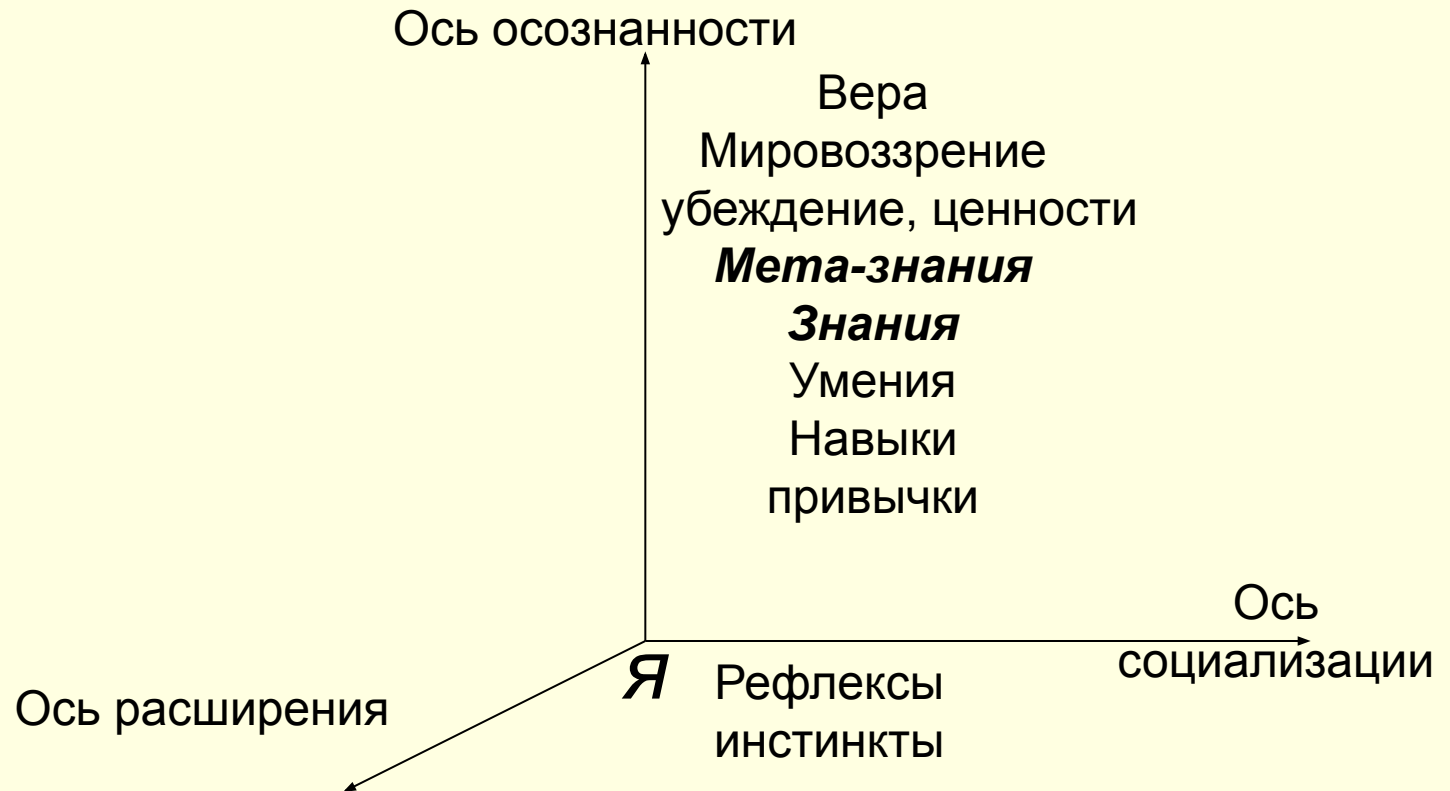 Ось осознанности
Вера
Мировоззрение
убеждение, ценности
Мета-знания
Знания
Умения
Навыки
привычки
Ось
социализации
Я
Рефлексы
инстинкты
Ось расширения